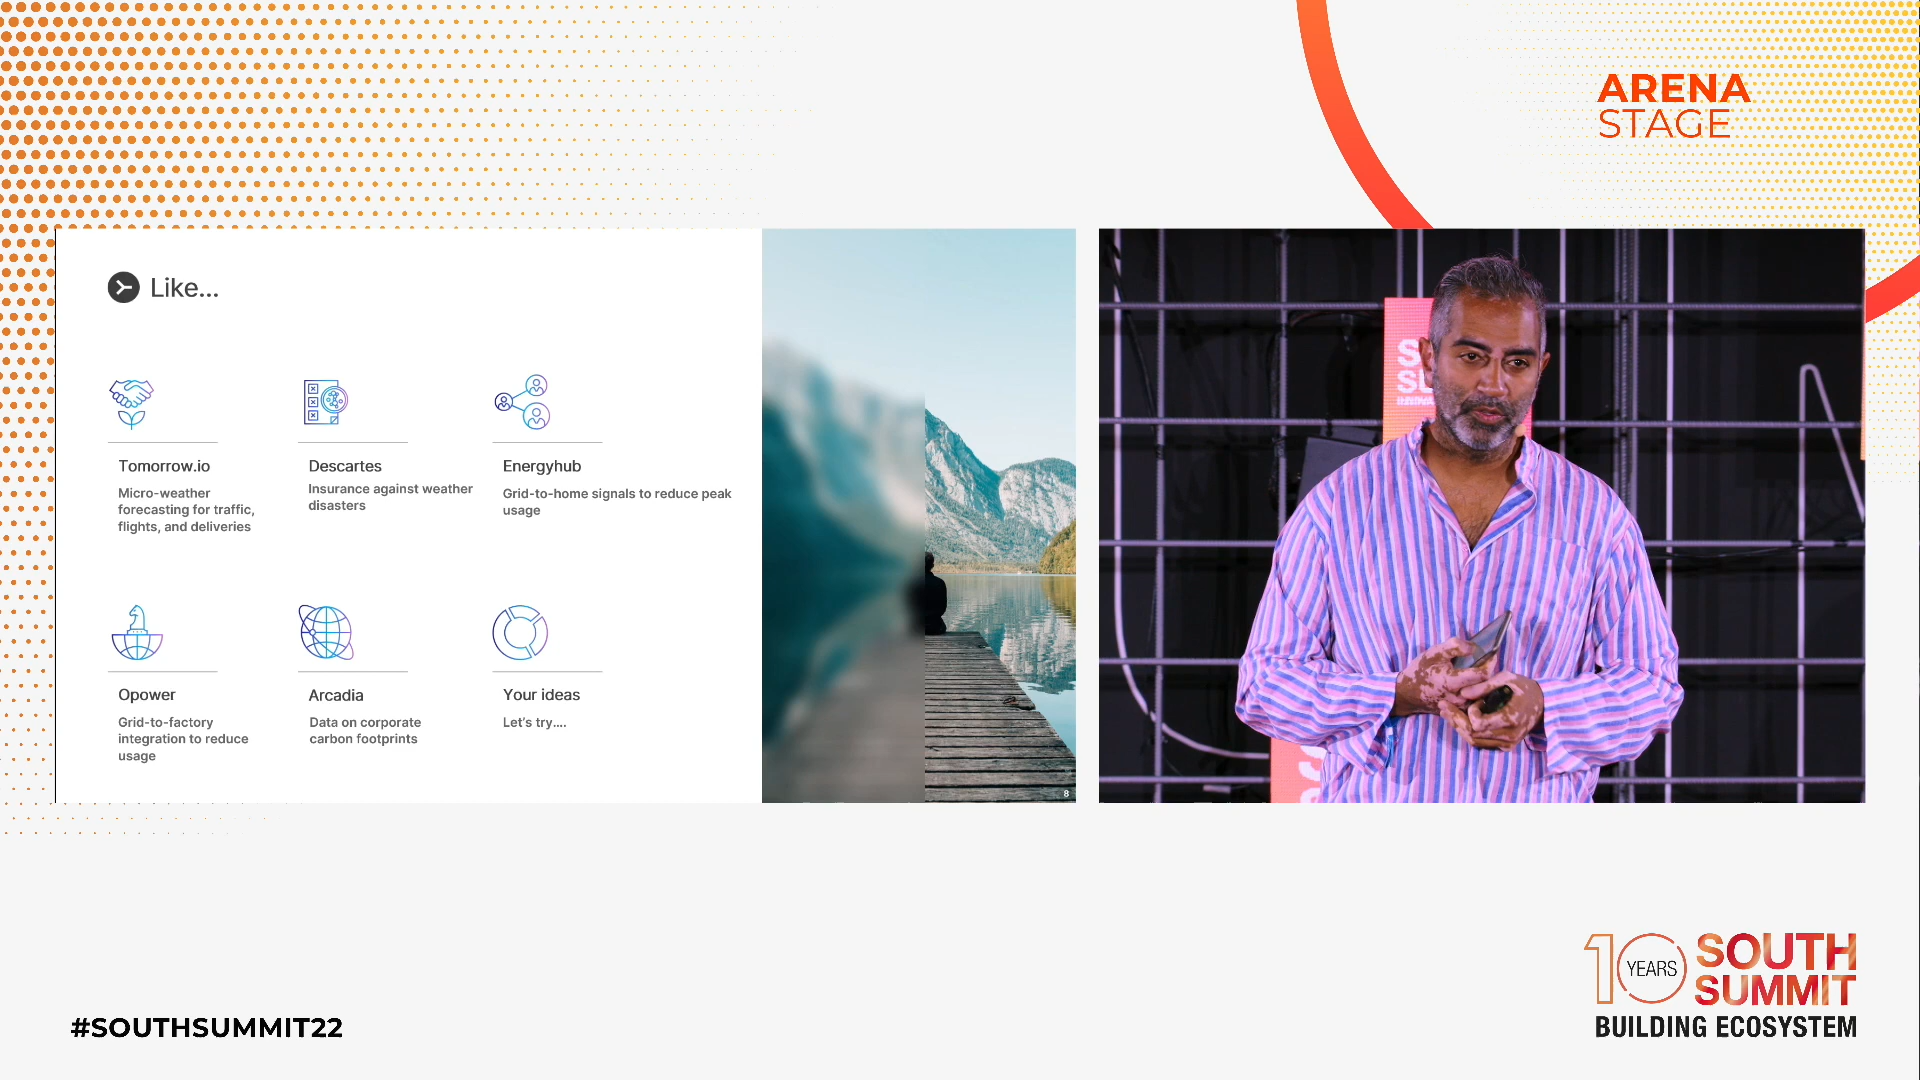 ARENA
STAGE
Like...
Tomorrow.io
Micro-weather
forecasting for traffic,
flights, and deliveries
Descartes
Insurance against weather
disasters
Energyhub
Grid-to-home signals to reduce peak
usage
Opower
Grid-to-factory
integration to reduce
usage
Arcadia
Data on corporate
carbon footprints
Your ideas
Let's try....
8
#SOUTHSUMMIT22
10 YEARS
SOUTH
SUMMIT
BUILDING ECOSYSTEM